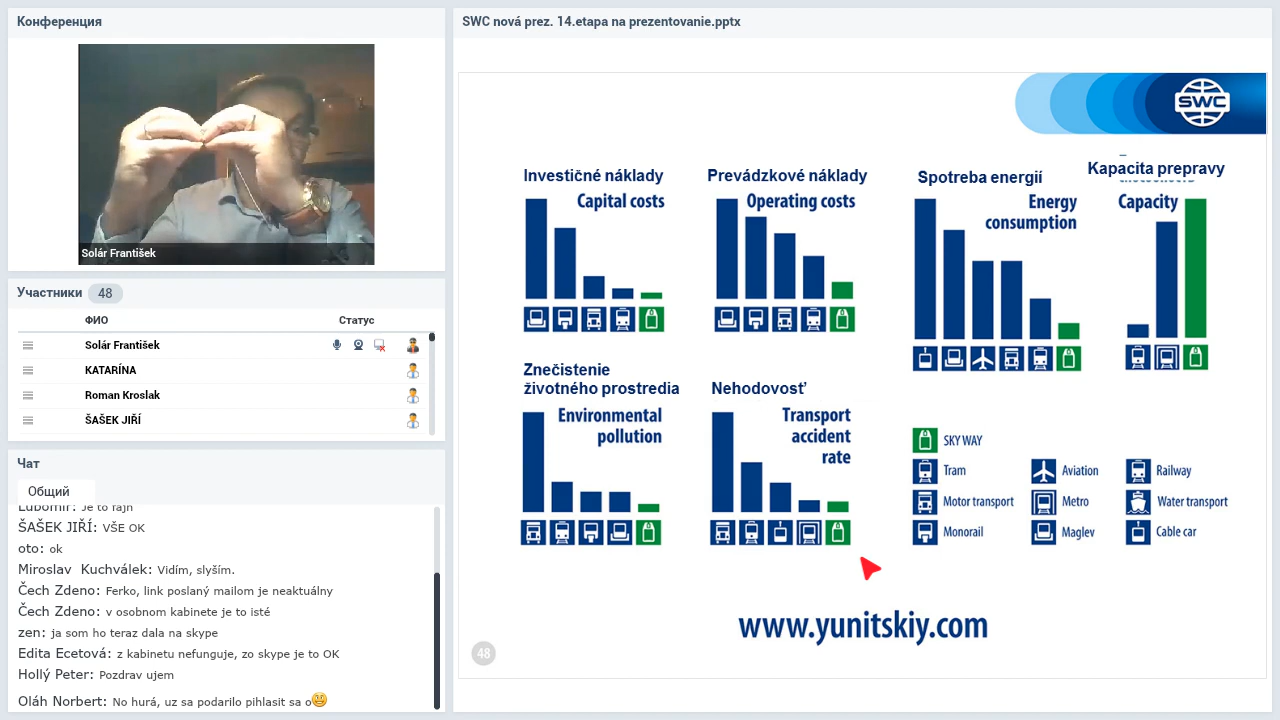 Конференция
Solár František
Участники 48
ФИО Статус
Solár František
KATARÍNA
Roman Kroslak
ŠAŠEK JIŘÍ
Чат
Общий
Lubomír: Je to fajn
ŠAŠEK JIŘÍ: VŠE OK
oto: ok
Miroslav Kuchválek: Vidím, slyším.
Čech Zdeno: Ferko, link poslaný mailom je neaktuálny
Čech Zdeno: v osobnom kabinete je to isté
zen: ja som ho teraz dala na skype
Edita Ecetová: z kabinetu nefunguje, zo skype je to OK
Hollý Peter: Pozdrav ujem
Oláh Norbert: No hurá, uz sa podarilo pihlasit sa o
SWC nová prez. 14.etapa na prezentovanie.pptx
SWC
Investičné náklady
Capital costs
Prevádzkové náklady
Operating costs
Spotreba energií
Energy
consumption
Kapacita prepravy
Capacity
Znečistenie
životného prostredia
Environmental
pollution
Nehodovosť
Transport
accident
rate
SKY WAY
Tram
Motor transport
Monorail
Aviation
Metro
Maglev
Railway
Water transport
Cable car
www.yunitskiy.com
48